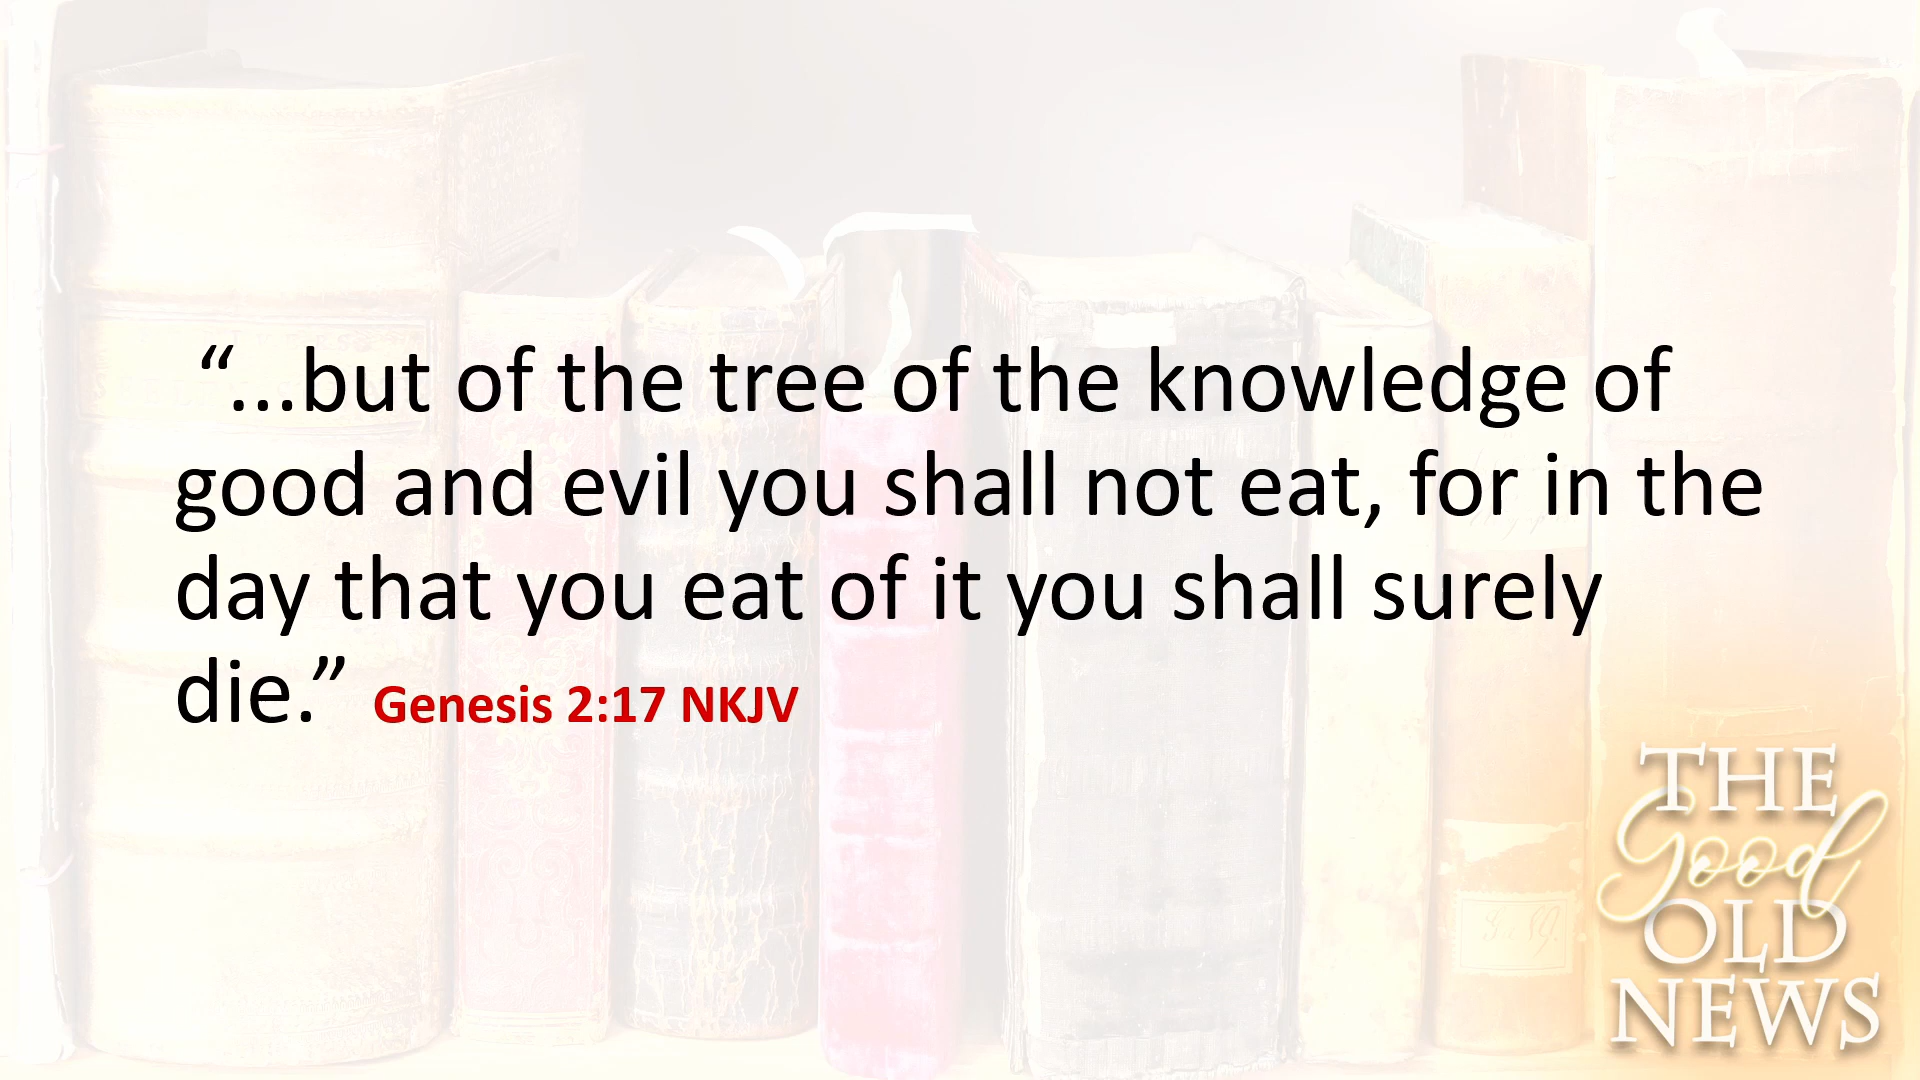 “...but of the tree of the knowledge of
good and evil you shall not eat, for in the
day that you eat of it you shall surely
die.” Genesis 2:17 NKJV
THE
Good
OLD
NEWS